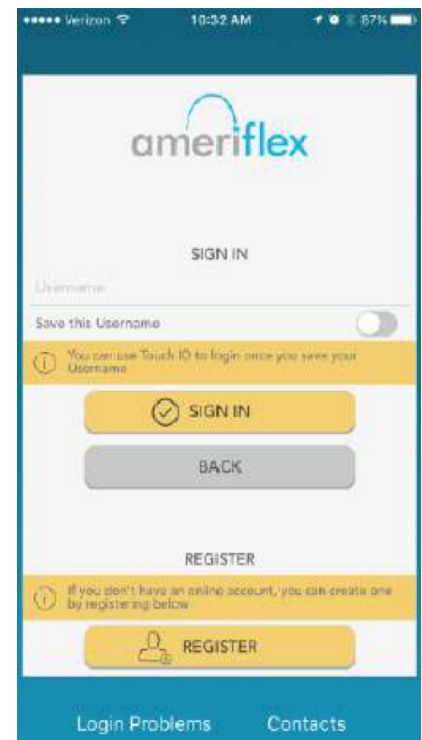 Verizon 10:32 AM 87%
ameriflex
SIGN IN
Username
Save this Username
You can use Touch ID to login once you save your
Username
SIGN IN
BACK
REGISTER
If you don't have an online account, you can create one
by registering below
REGISTER
Login Problems Contacts